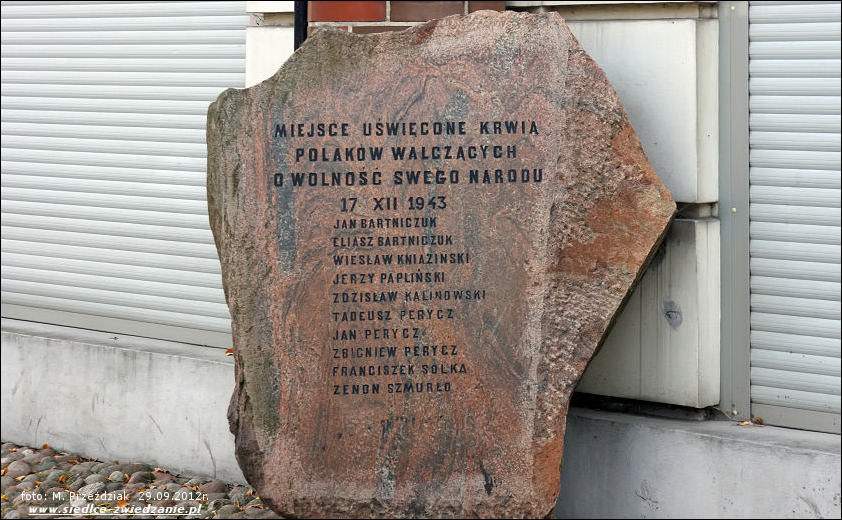 MIEJSCE UŚWIĘCONE KRWIĄ
POLAKÓW WALCZĄCYCH
O WOLNOŚĆ SWEGO NARODU
17 XII 1943
JAN BARTNICZUK
ELIASZ BARTNICZUK
WIESŁAW KNIAZIŃSKI
JERZY PAPLIŃSKI
ZDZISŁAW KALINOWSKI
TADEUSZ PERYCZ
JAN PERYCZ
ZBIGNIEW PERYCZ
FRANCISZEK SOLKA
ZENON SZMURŁO
foto: M. Przeździak 29.09.2012r.
www.siedlce-zwiedzanie.pl